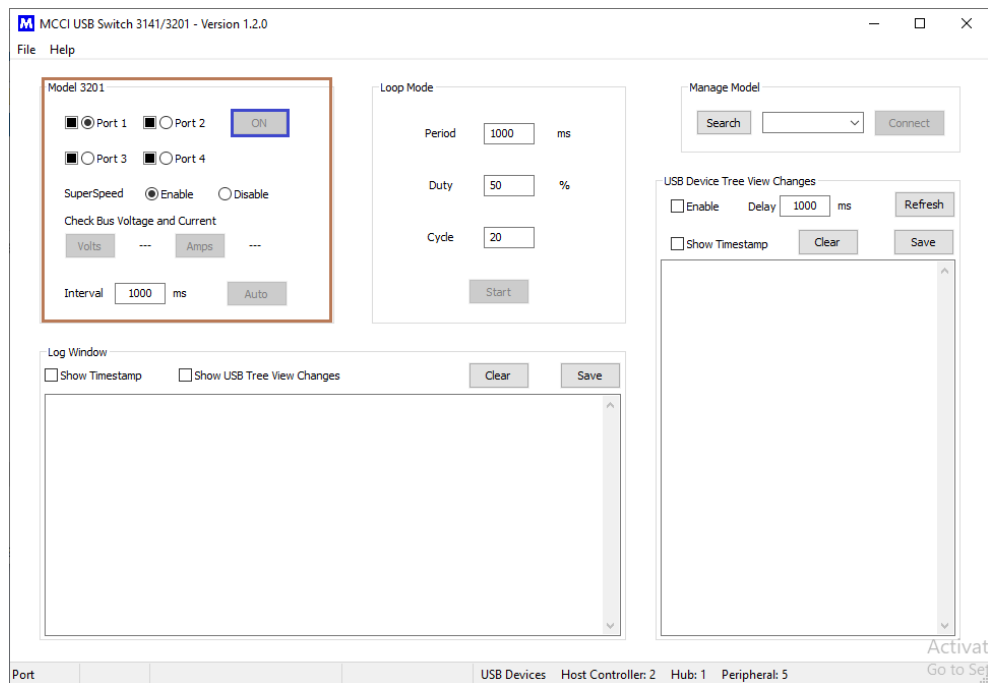 MCCI USB Switch 3141/3201 - Version 1.2.0
File Help
Model 3201
Port 1 Port 2 ON
Port 3 Port 4
SuperSpeed Enable Disable
Check Bus Voltage and Current
Volts --- Amps ---
Interval 1000 ms Auto
Loop Mode
Period 1000 ms
Duty 50 %
Cycle 20
Start
Manage Model
Search Connect
USB Device Tree View Changes
Enable Delay 1000 ms Refresh
Show Timestamp Clear Save
Log Window
Show Timestamp Show USB Tree View Changes Clear Save
Activat
Go to Set
Port USB Devices Host Controller: 2 Hub: 1 Peripheral: 5